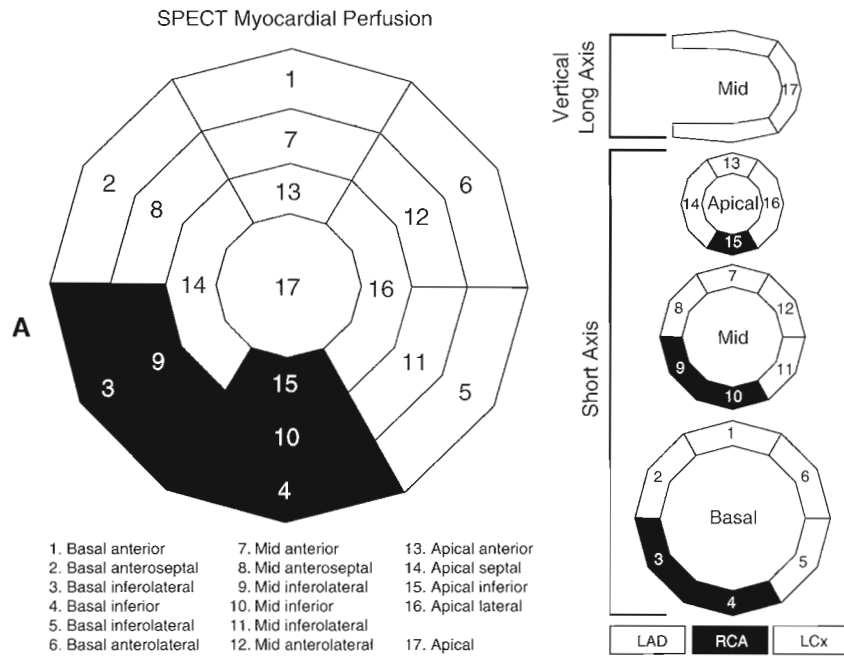 SPECT Myocardial Perfusion
1
2
7
6
8
13
12
14
17
16
A
3
9
15
11
5
10
4
1. Basal anterior
2. Basal anteroseptal
3. Basal inferolateral
4. Basal inferior
5. Basal inferolateral
6. Basal anterolateral
7. Mid anterior
8. Mid anteroseptal
9. Mid inferolateral
10. Mid inferior
11. Mid inferolateral
12. Mid anterolateral
13. Apical anterior
14. Apical septal
15. Apical inferior
16. Apical lateral
17. Apical
Vertical
Long Axis
Mid
17
Short Axis
13
14
Apical
16
15
7
8
12
Mid
9
11
10
1
2
6
Basal
3
5
4
LAD
RCA
LCx